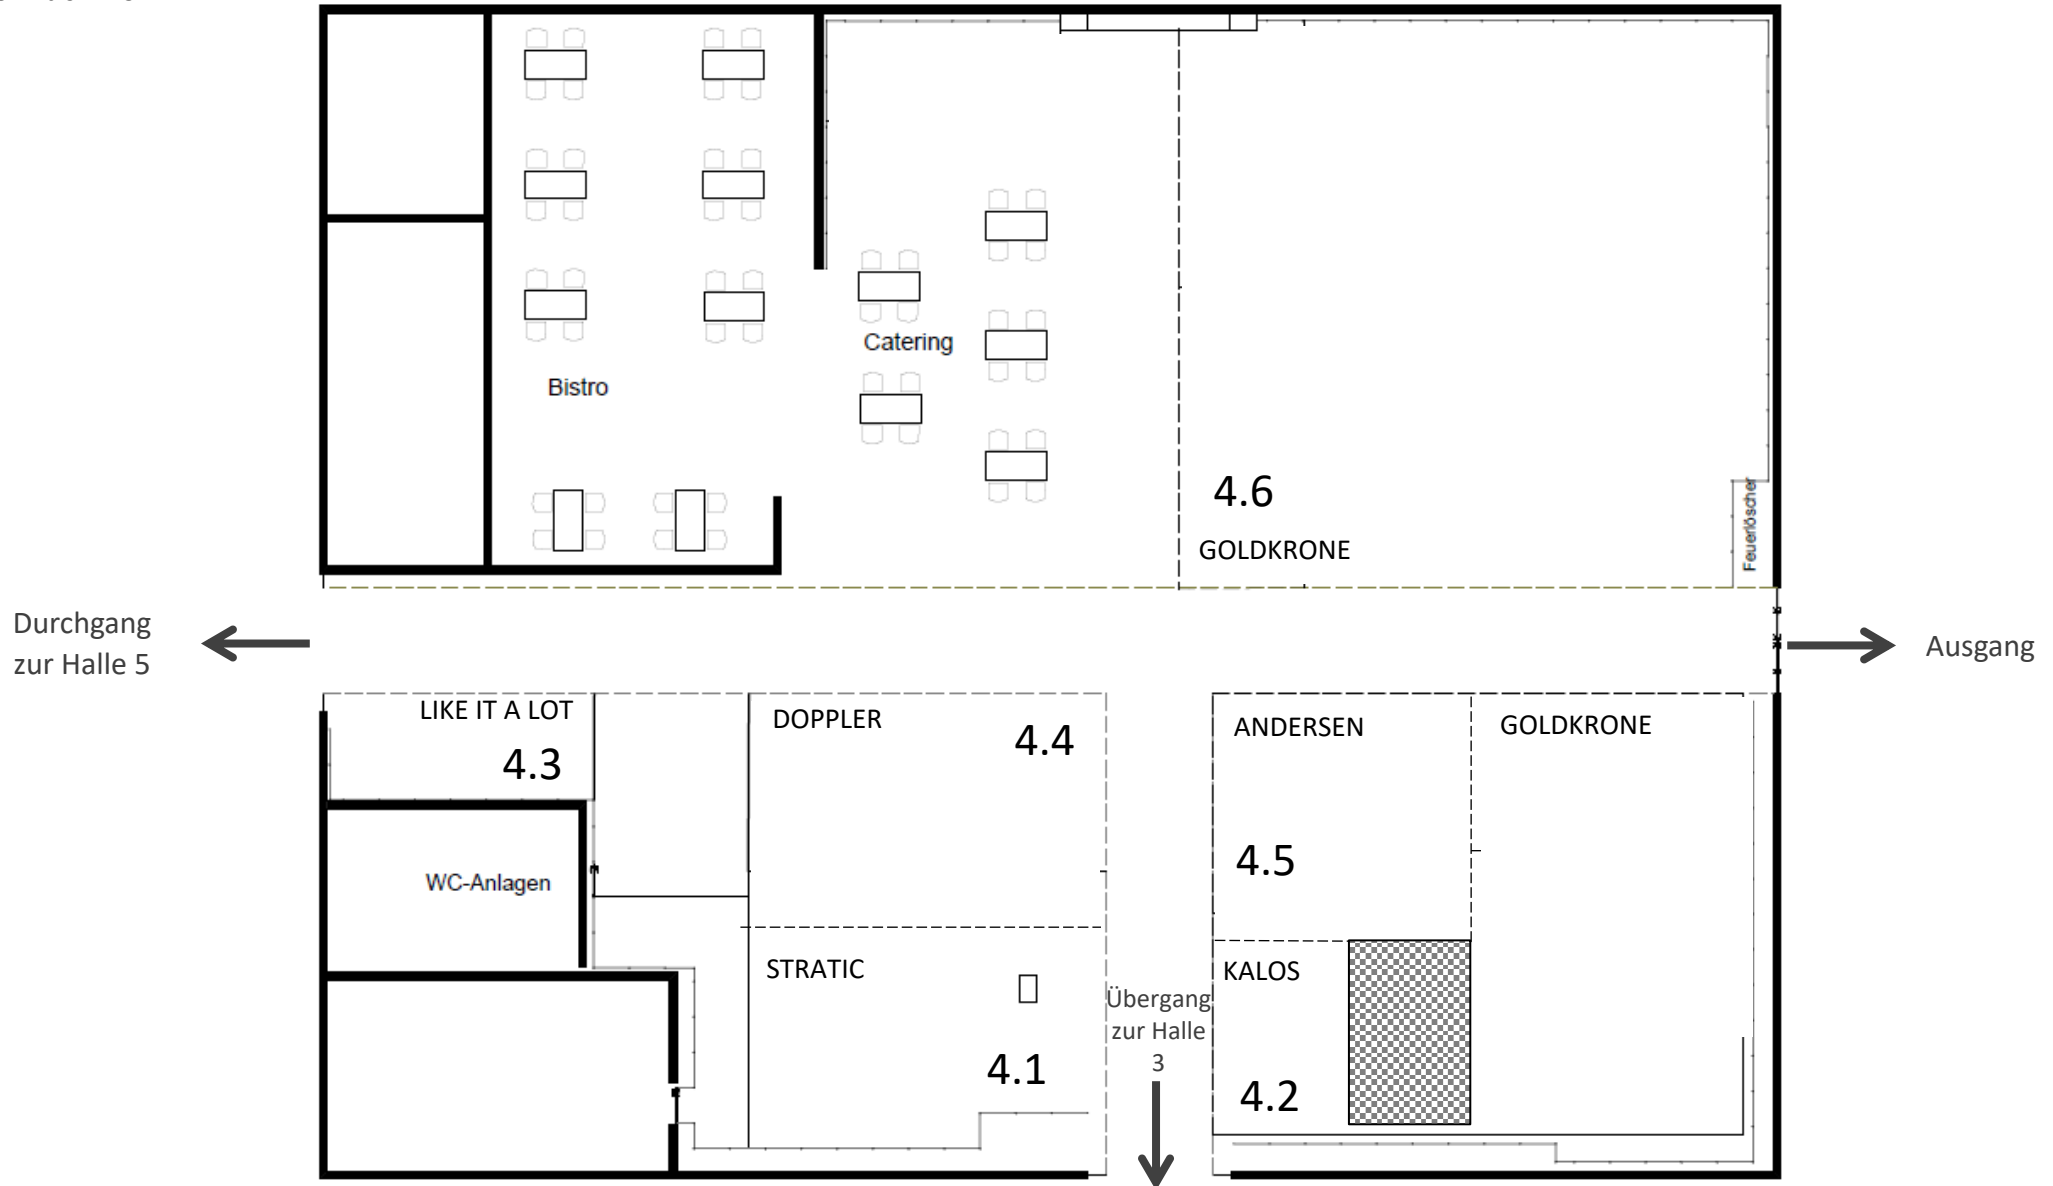 Catering
Bistro
4.6
GOLDKRONE
Feuerlöscher
Durchgang
zur Halle 5
Ausgang
LIKE IT A LOT
4.3
DOPPLER
4.4
ANDERSEN
GOLDKRONE
4.5
WC-Anlagen
STRATIC
4.1
Übergang
zur Halle
3
KALOS
4.2